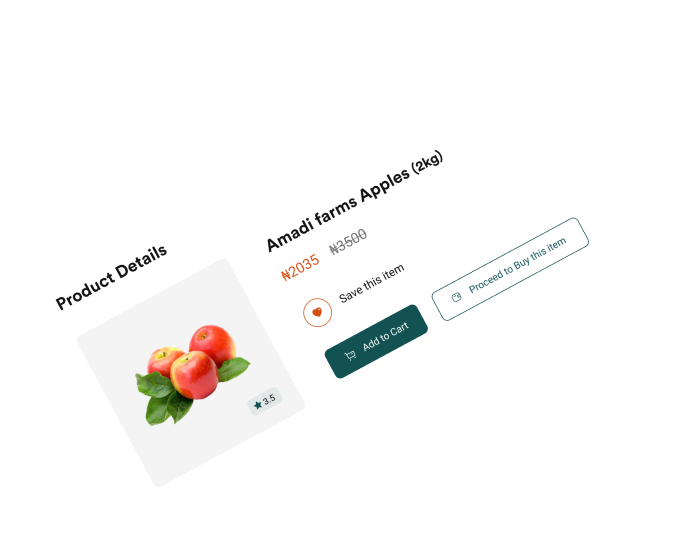 Product Details
3.5
Amadi farms Apples (2kg)
₦2035 ₦3500
Save this item
Add to Cart
Proceed to Buy this item